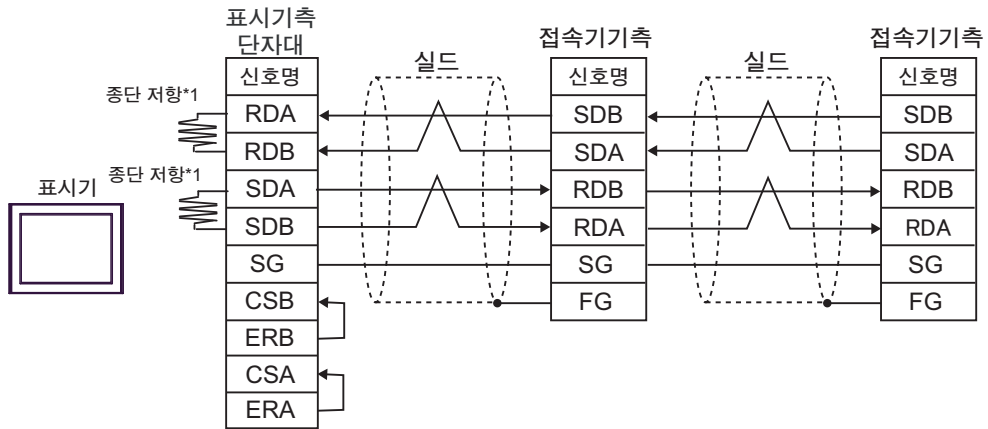 표시기
종단 저항*1
종단 저항*1
표시기측
단자대
신호명
RDA
RDB
SDA
SDB
SG
CSB
ERB
CSA
ERA
실드
접속기기측
신호명
SDB
SDA
RDB
RDA
SG
FG
실드
접속기기측
신호명
SDB
SDA
RDB
RDA
SG
FG